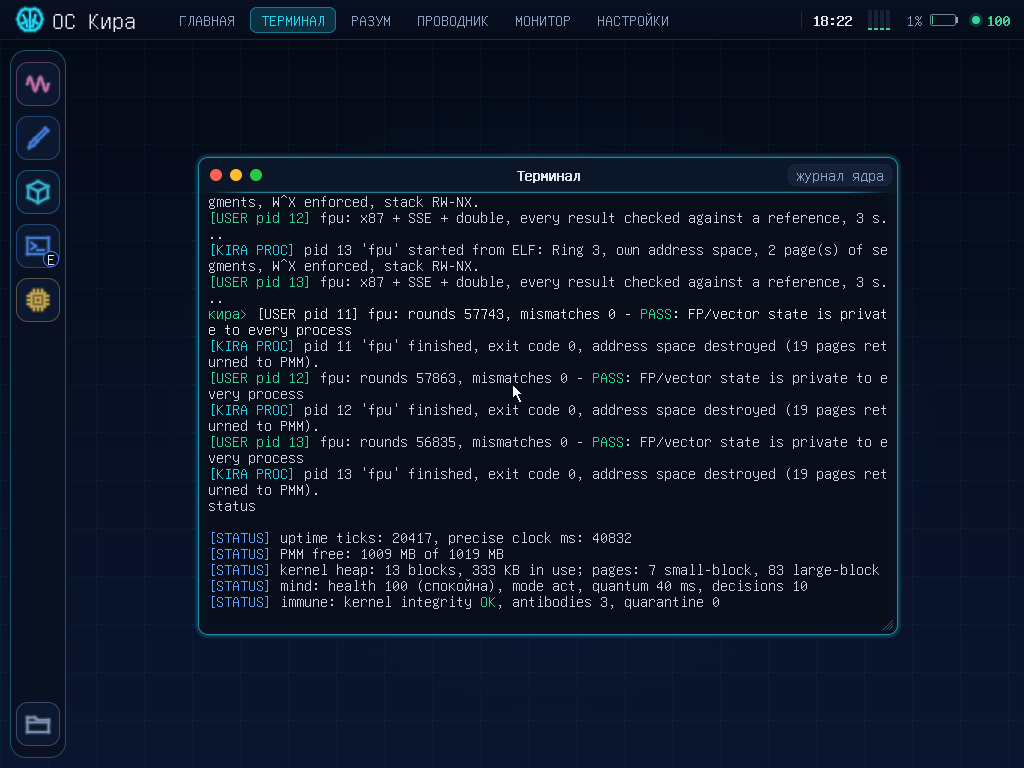 ОС Кира
ГЛАВНАЯ ТЕРМИНАЛ РАЗУМ ПРОВОДНИК МОНИТОР НАСТРОЙКИ
18:22 1% 100
E
Терминал
журнал ядра
gments, W^X enforced, stack RW-NX.
[USER pid 12] fpu: x87 + SSE + double, every result checked against a reference, 3 s.
..
[KIRA PROC] pid 13 'fpu' started from ELF: Ring 3, own address space, 2 page(s) of se
gments, W^X enforced, stack RW-NX.
[USER pid 13] fpu: x87 + SSE + double, every result checked against a reference, 3 s.
..
кира> [USER pid 11] fpu: rounds 57743, mismatches 0 - PASS: FP/vector state is privat
e to every process
[KIRA PROC] pid 11 'fpu' finished, exit code 0, address space destroyed (19 pages ret
urned to PMM).
[USER pid 12] fpu: rounds 57863, mismatches 0 - PASS: FP/vector state is private to e
very process
[KIRA PROC] pid 12 'fpu' finished, exit code 0, address space destroyed (19 pages ret
urned to PMM).
[USER pid 13] fpu: rounds 56835, mismatches 0 - PASS: FP/vector state is private to e
very process
[KIRA PROC] pid 13 'fpu' finished, exit code 0, address space destroyed (19 pages ret
urned to PMM).
status
[STATUS] uptime ticks: 20417, precise clock ms: 40832
[STATUS] PMM free: 1009 MB of 1019 MB
[STATUS] kernel heap: 13 blocks, 333 KB in use; pages: 7 small-block, 83 large-block
[STATUS] mind: health 100 (спокойна), mode act, quantum 40 ms, decisions 10
[STATUS] immune: kernel integrity OK, antibodies 3, quarantine 0